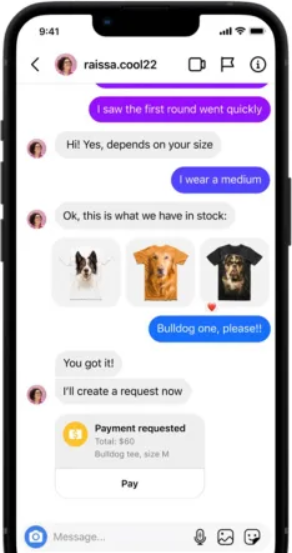 9:41
raissa.cool22
I saw the first round went quickly
Hi! Yes, depends on your size
I wear a medium
Ok, this is what we have in stock:
Bulldog one, please!!
You got it!
I'll create a request now
Payment requested
Total: $60
Bulldog tee, size M
Pay
Message...